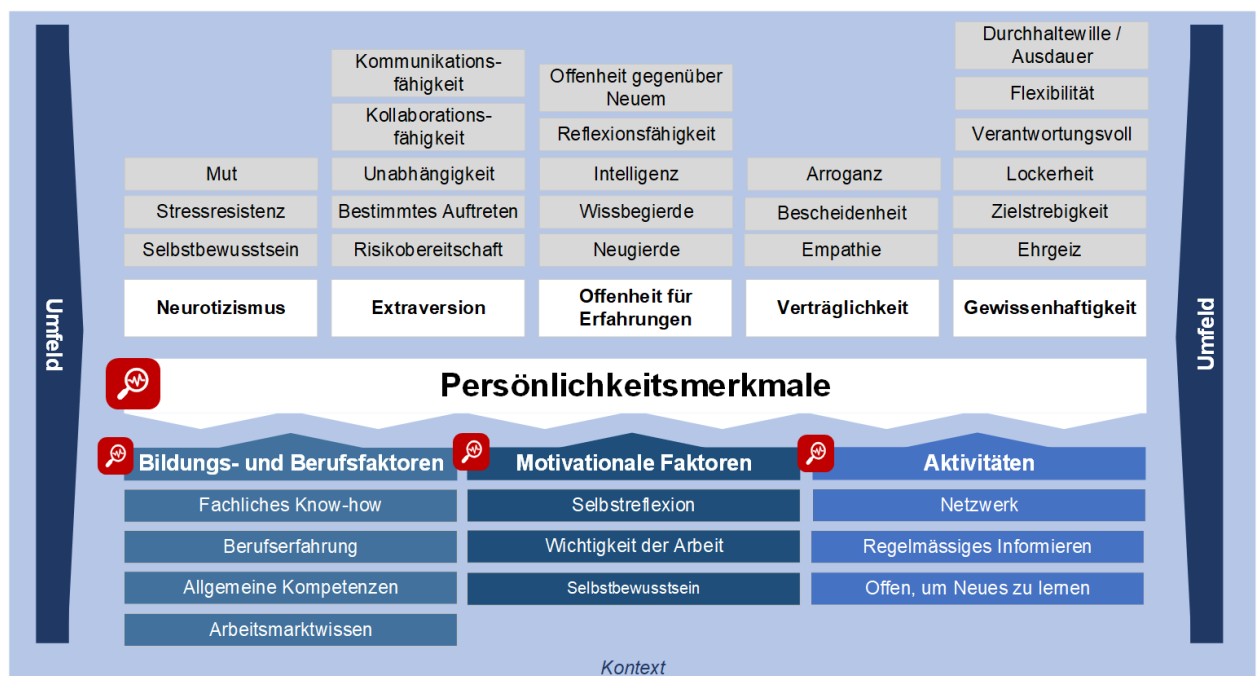 Durchhaltewille /
Ausdauer
Kommunikations-
fähigkeit
Offenheit gegenüber
Neuem
Flexibilität
Kollaborations-
fähigkeit
Reflexionsfähigkeit
Verantwortungsvoll
Mut
Unabhängigkeit
Intelligenz
Arroganz
Lockerheit
Stressresistenz
Bestimmtes Auftreten
Wissbegierde
Bescheidenheit
Zielstrebigkeit
Selbstbewusstsein
Risikobereitschaft
Neugierde
Empathie
Ehrgeiz
Umfeld
Neurotizismus
Extraversion
Offenheit für
Erfahrungen
Verträglichkeit
Gewissenhaftigkeit
Umfeld
Persönlichkeitsmerkmale
Bildungs- und Berufsfaktoren
Motivationale Faktoren
Aktivitäten
Fachliches Know-how
Selbstreflexion
Netzwerk
Berufserfahrung
Wichtigkeit der Arbeit
Regelmässiges Informieren
Allgemeine Kompetenzen
Selbstbewusstsein
Offen, um Neues zu lernen
Arbeitsmarktwissen
Kontext